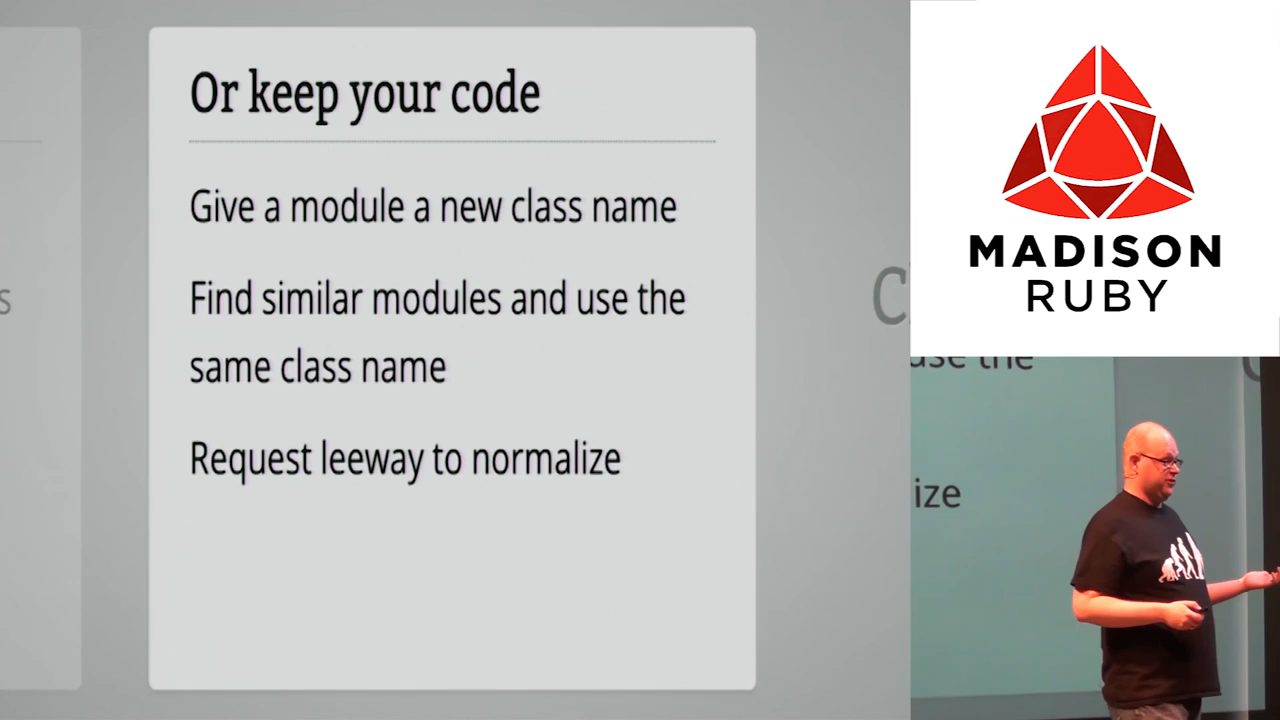 Or keep your code
Give a module a new class name
Find similar modules and use the
same class name
Request leeway to normalize
MADISON
RUBY
use the
ize